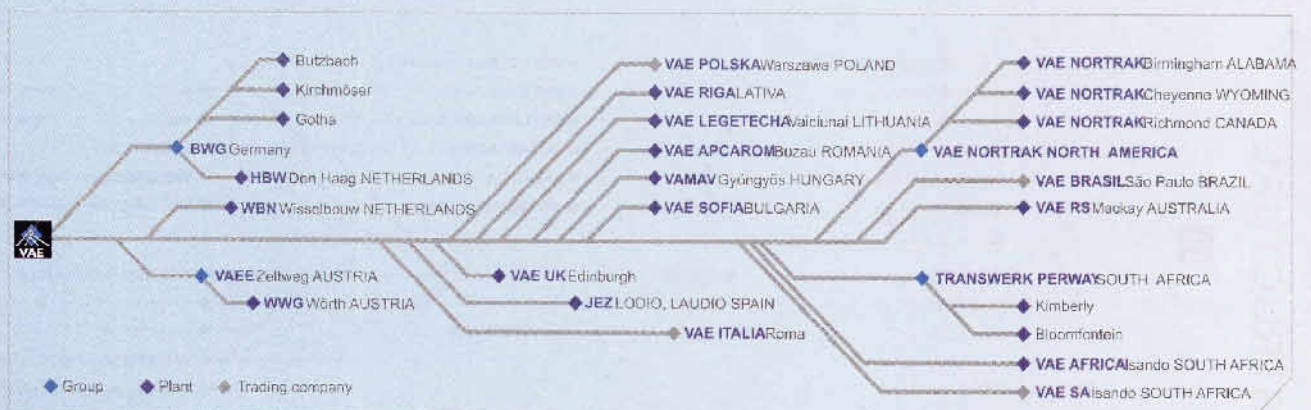 Butzbach
Kirchmöser
Gotha
BWG Germany
HBW Den Haag NETHERLANDS
WBN Wisselbouw NETHERLANDS
VAE
VAEE Zeltweg AUSTRIA
WWG Wörth AUSTRIA
VAE POLSKA Warszawa POLAND
VAE RIGA LATIVA
VAE LEGETECHA Vaiciunai LITHUANIA
VAE APCAROM Buzau ROMANIA
VAMAV Gyöngyös HUNGARY
VAE SOFIA BULGARIA
VAE UK Edinburgh
JEZ LODIO, LAUDIO SPAIN
VAE ITALIA Roma
VAE NORTRAK Birmingham ALABAMA
VAE NORTRAK Cheyenne WYOMING
VAE NORTRAK Richmond CANADA
VAE NORTRAK NORTH AMERICA
VAE BRASIL São Paulo BRAZIL
VAE RS Mackay AUSTRALIA
TRANSWERK PERWAY SOUTH AFRICA
Kimberly
Bloomfontein
VAE AFRICA Isando SOUTH AFRICA
VAE SA Isando SOUTH AFRICA
Group
Plant
Trading company